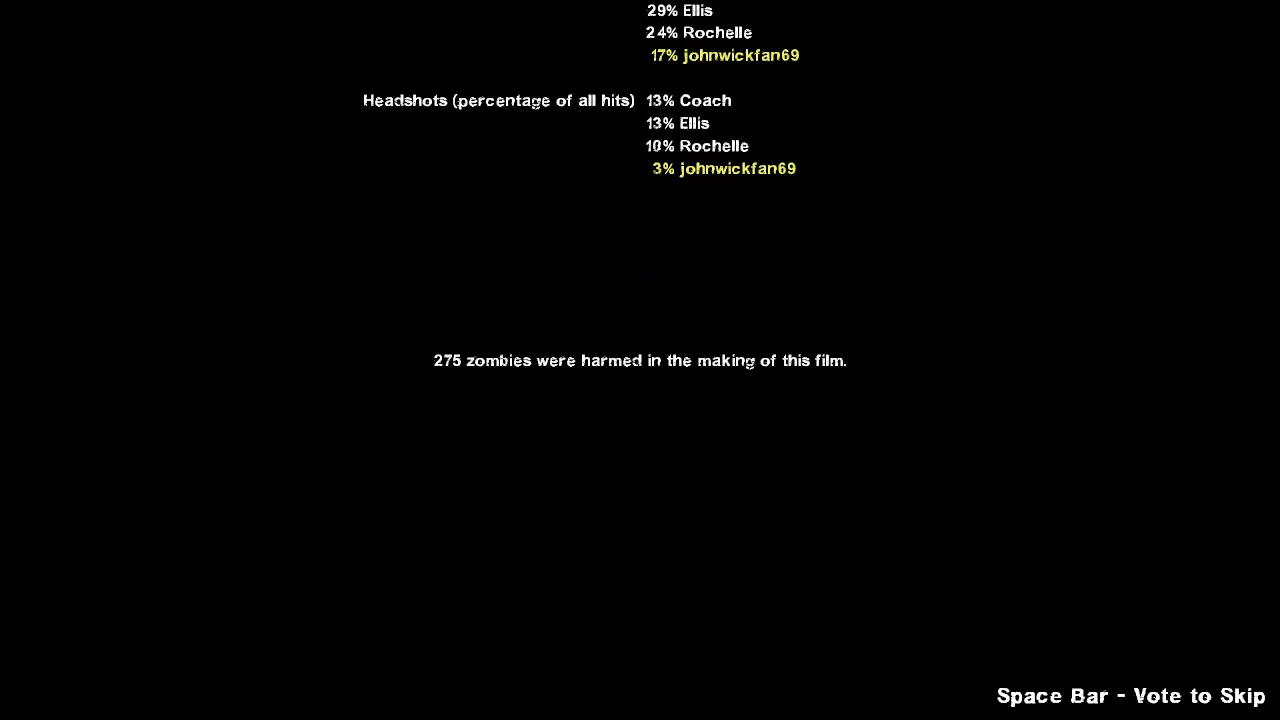 29% Ellis
24% Rochelle
17% johnwickfan69
Headshots (percentage of all hits) 13% Coach
13% Ellis
10% Rochelle
3% johnwickfan69
275 zombies were harmed in the making of this film.
Space Bar - Vote to Skip